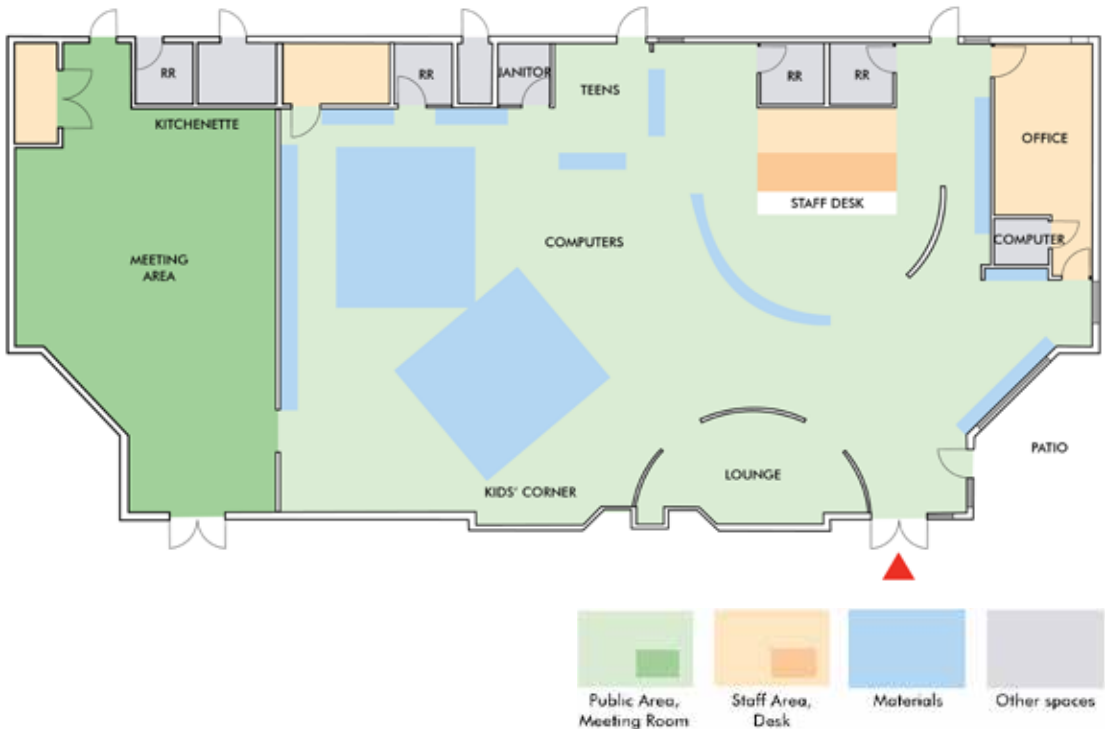 RR
RR
JANITOR
TEENS
RR
RR
KITCHENETTE
OFFICE
STAFF DESK
COMPUTERS
COMPUTER
MEETING
AREA
PATIO
LOUNGE
KIDS' CORNER
Public Area,
Meeting Room
Staff Area,
Desk
Materials
Other spaces